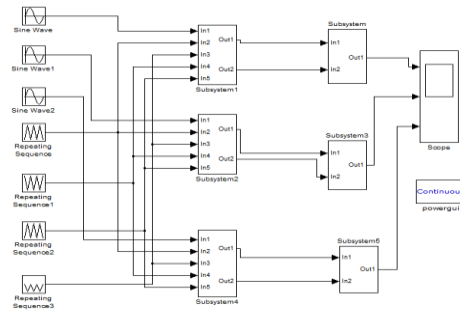 Sine Wave
Sine Wave1
Sine Wave2
Repeating
Sequence
Repeating
Sequence1
Repeating
Sequence2
Repeating
Sequence3
In1
In2
In3
In4
In5
Out1
Out2
Subsystem1
In1
In2
In3
In4
In5
Out1
Out2
Subsystem2
In1
In2
In3
In4
In5
Out1
Out2
Subsystem4
Subsystem
In1
In2
Out1
Subsystem3
In1
In2
Out1
Subsystem5
In1
In2
Out1
Scope
Continuou
powergui